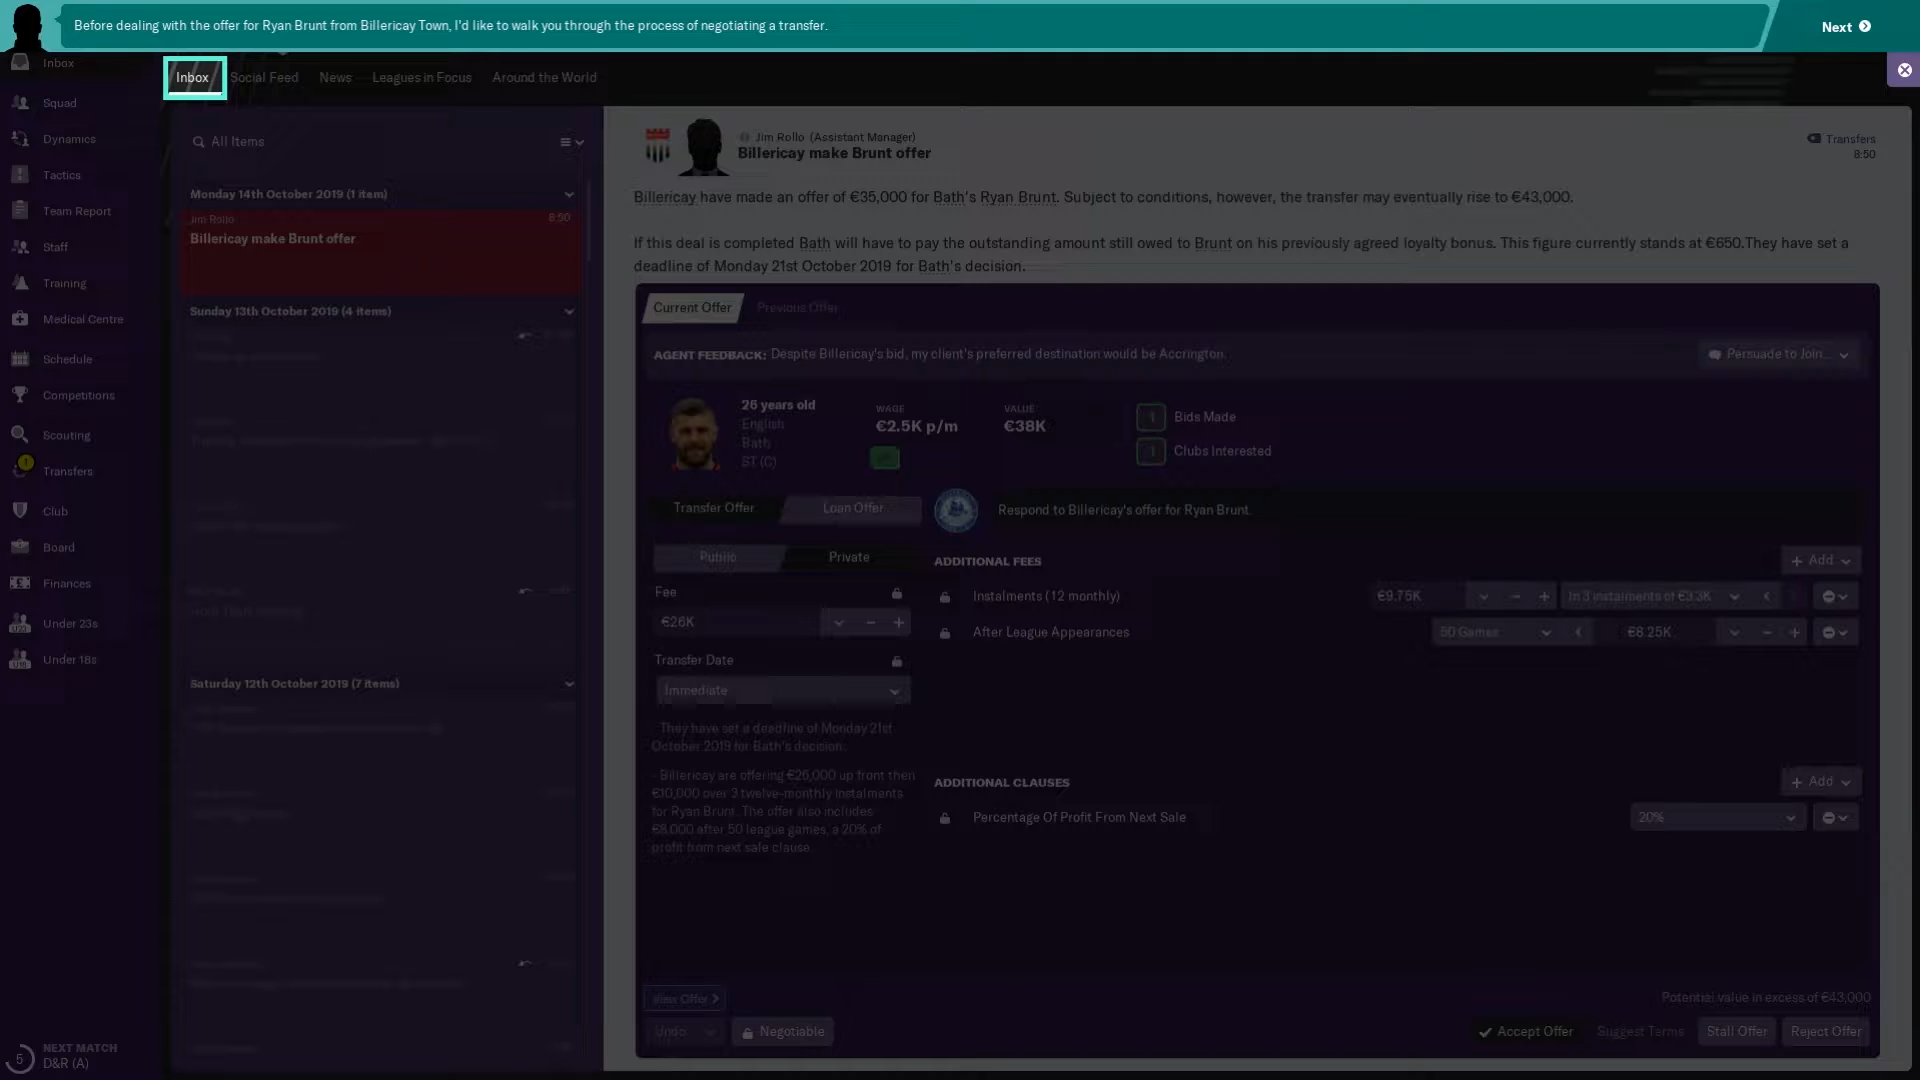 Before dealing with the offer for Ryan Brunt from Billericay Town, I'd like to walk you through the process of negotiating a transfer.
Next
Inbox
Squad
Dynamics
Tactics
Team Report
Staff
Training
Medical Centre
Schedule
Competitions
Scouting
Transfers
Club
Board
Finances
Under 23s
Under 18s
5
NEXT MATCH
D&R (A)
Inbox Social Feed News Leagues in Focus Around the World
All Items
Monday 14th October 2019 (1 item)
Jim Rollo 8:50
Billericay make Brunt offer
Sunday 13th October 2019 (4 items)
Saturday 12th October 2019 (7 items)
Jim Rollo (Assistant Manager)
Billericay make Brunt offer
Transfers
8:50
Billericay have made an offer of €35,000 for Bath's Ryan Brunt. Subject to conditions, however, the transfer may eventually rise to €43,000.
If this deal is completed Bath will have to pay the outstanding amount still owed to Brunt on his previously agreed loyalty bonus. This figure currently stands at €650.They have set a
deadline of Monday 21st October 2019 for Bath's decision.
Current Offer Previous Offer
AGENT FEEDBACK: Despite Billericay's bid, my client's preferred destination would be Accrington.
Persuade to Join...
26 years old
English
Bath
ST (C)
WAGE
€2.5K p/m
VALUE
€38K
1 Bids Made
1 Clubs Interested
Transfer Offer Loan Offer
Respond to Billericay's offer for Ryan Brunt.
Public Private
Fee
€26K
Transfer Date
Immediate
- They have set a deadline of Monday 21st
October 2019 for Bath's decision.
- Billericay are offering €26,000 up front then
€10,000 over 3 twelve-monthly instalments
for Ryan Brunt. The offer also includes
€8,000 after 50 league games, a 20% of
profit from next sale clause.
ADDITIONAL FEES
Add
Instalments (12 monthly) €9.75K In 3 instalments of €3.3K
After League Appearances 50 Games €8.25K
ADDITIONAL CLAUSES
Add
Percentage Of Profit From Next Sale 20%
View Offer
Potential value in excess of €43,000
Undo Negotiable Accept Offer Suggest Terms Stall Offer Reject Offer